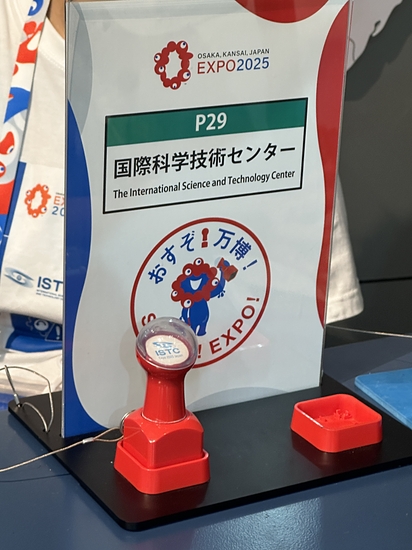 OSAKA, KANSAI, JAPAN
EXPO2025
P29
国際科学技術センター
The International Science and Technology Center
おすぞ！万博！
! EXPO!
ISTC
ISTC